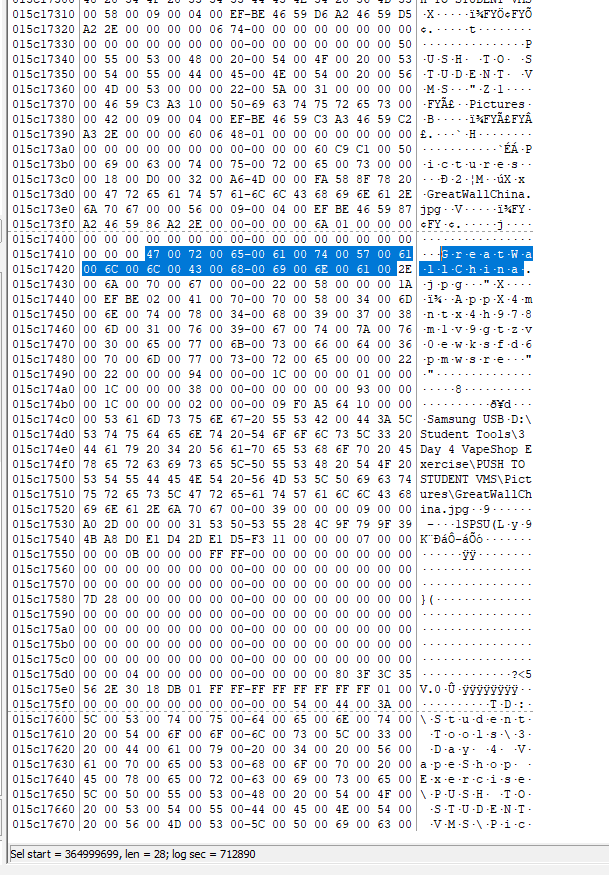 015c17310 00 58 00 09 00 04 00 EF-BE 46 59 D6 A2 46 59 D5 ·X·····ï¾FYÖ¢FYÕ
015c17320 A2 2E 00 00 00 00 06 74-00 00 00 00 00 00 00 00 ¢.·····t········
015c17330 00 00 00 00 00 00 00 00-00 00 00 00 00 00 00 50 ···············P
015c17340 00 55 00 53 00 48 00 20-00 54 00 4F 00 20 00 53 ·U·S·H· ·T·O· ·S
015c17350 00 54 00 55 00 44 00 45-00 4E 00 54 00 20 00 56 ·T·U·D·E·N·T· ·V
015c17360 00 4D 00 53 00 00 00 22-00 5A 00 31 00 00 00 00 ·M·S···"·Z·1····
015c17370 00 46 59 C3 A3 10 00 50-69 63 74 75 72 65 73 00 ·FYÃ£··Pictures·
015c17380 00 42 00 09 00 04 00 EF-BE 46 59 C3 A3 46 59 C2 ·B·····ï¾FYÃ£FYÂ
015c17390 A3 2E 00 00 00 60 06 48-01 00 00 00 00 00 00 00 £.···`·H········
015c173a0 00 00 00 00 00 00 00 00-00 00 00 60 C9 C1 00 50 ···········`ÉÁ·P
015c173b0 00 69 00 63 00 74 00 75-00 72 00 65 00 73 00 00 ·i·c·t·u·r·e·s··
015c173c0 00 18 00 D0 00 32 00 A6-4D 00 00 FA 58 8F 78 20 ···Ð·2·¦M··úX·x
015c173d0 00 47 72 65 61 74 57 61-6C 6C 43 68 69 6E 61 2E ·GreatWallChina.
015c173e0 6A 70 67 00 00 56 00 09-00 04 00 EF BE 46 59 87 jpg··V·····ï¾FY·
015c173f0 A2 46 59 86 A2 2E 00 00-00 00 00 6A 01 00 00 00 ¢FY·¢.·····j····
015c17400 00 00 00 00 00 00 00 00-00 00 00 00 00 00 00 00 ················
015c17410 00 00 00 47 00 72 00 65-00 61 00 74 00 57 00 61 ···G·r·e·a·t·W·a
015c17420 00 6C 00 6C 00 43 00 68-00 69 00 6E 00 61 00 2E ·l·l·C·h·i·n·a·.
015c17430 00 6A 00 70 00 67 00 00-00 22 00 58 00 00 00 1A ·j·p·g···"·X····
015c17440 00 EF BE 02 00 41 00 70-00 70 00 58 00 34 00 6D ·ï¾··A·p·p·X·4·m
015c17450 00 6E 00 74 00 78 00 34-00 68 00 39 00 37 00 38 ·n·t·x·4·h·9·7·8
015c17460 00 6D 00 31 00 76 00 39-00 67 00 74 00 7A 00 76 ·m·1·v·9·g·t·z·v
015c17470 00 30 00 65 00 77 00 6B-00 73 00 66 00 64 00 36 ·0·e·w·k·s·f·d·6
015c17480 00 70 00 6D 00 77 00 73-00 72 00 65 00 00 00 22 ·p·m·w·s·r·e···"
015c17490 00 22 00 00 00 94 00 00-00 1C 00 00 00 01 00 00 ·"··············
015c174a0 00 1C 00 00 00 38 00 00-00 00 00 00 00 93 00 00 ·····8··········
015c174b0 00 1C 00 00 00 02 00 00-00 09 F0 A5 64 10 00 00 ··········ð¥d···
015c174c0 00 53 61 6D 73 75 6E 67-20 55 53 42 00 44 3A 5C ·Samsung USB·D:\
015c174d0 53 74 75 64 65 6E 74 20-54 6F 6F 6C 73 5C 33 20 Student Tools\3
015c174e0 44 61 79 20 34 20 56 61-70 65 53 68 6F 70 20 45 Day 4 VapeShop E
015c174f0 78 65 72 63 69 73 65 5C-50 55 53 48 20 54 4F 20 xercise\PUSH TO
015c17500 53 54 55 44 45 4E 54 20-56 4D 53 5C 50 69 63 74 STUDENT VMS\Pict
015c17510 75 72 65 73 5C 47 72 65-61 74 57 61 6C 6C 43 68 ures\GreatWallCh
015c17520 69 6E 61 2E 6A 70 67 00-00 39 00 00 00 09 00 00 ina.jpg··9······
015c17530 A0 2D 00 00 00 31 53 50-53 55 28 4C 9F 79 9F 39 -···1SPSU(L·y·9
015c17540 4B A8 D0 E1 D4 2D E1 D5-F3 11 00 00 00 07 00 00 K¨ÐáÔ-áÕó·······
015c17550 00 00 0B 00 00 00 FF FF-00 00 00 00 00 00 00 00 ······ÿÿ········
015c17560 00 00 00 00 00 00 00 00-00 00 00 00 00 00 00 00 ················
015c17570 00 00 00 00 00 00 00 00-00 00 00 00 00 00 00 00 ················
015c17580 7D 28 00 00 00 00 00 00-00 00 00 00 00 00 00 00 }(··············
015c17590 00 00 00 00 00 00 00 00-00 00 00 00 00 00 00 00 ················
015c175a0 00 00 00 00 00 00 00 00-00 00 00 00 00 00 00 00 ················
015c175b0 00 00 00 00 00 00 00 00-00 00 00 00 00 00 00 00 ················
015c175c0 00 00 00 00 00 00 00 00-00 00 00 00 00 00 00 00 ················
015c175d0 00 00 04 00 00 00 00 00-00 00 00 00 80 3F 3C 35 ·············?<5
015c175e0 56 2E 30 18 DB 01 FF FF-FF FF FF FF FF FF 01 00 V.0·Û·ÿÿÿÿÿÿÿÿ··
015c175f0 00 00 00 00 00 00 00 00-00 00 54 00 44 00 3A 00 ··········T·D·:·
015c17600 5C 00 53 00 74 00 75 00-64 00 65 00 6E 00 74 00 \·S·t·u·d·e·n·t·
015c17610 20 00 54 00 6F 00 6F 00-6C 00 73 00 5C 00 33 00 ·T·o·o·l·s·\·3·
015c17620 20 00 44 00 61 00 79 00-20 00 34 00 20 00 56 00 ·D·a·y· ·4· ·V·
015c17630 61 00 70 00 65 00 53 00-68 00 6F 00 70 00 20 00 a·p·e·S·h·o·p· ·
015c17640 45 00 78 00 65 00 72 00-63 00 69 00 73 00 65 00 E·x·e·r·c·i·s·e·
015c17650 5C 00 50 00 55 00 53 00-48 00 20 00 54 00 4F 00 \·P·U·S·H· ·T·O·
015c17660 20 00 53 00 54 00 55 00-44 00 45 00 4E 00 54 00 ·S·T·U·D·E·N·T·
015c17670 20 00 56 00 4D 00 53 00-5C 00 50 00 69 00 63 00 ·V·M·S·\·P·i·c·
Sel start = 364999699, len = 28; log sec = 712890